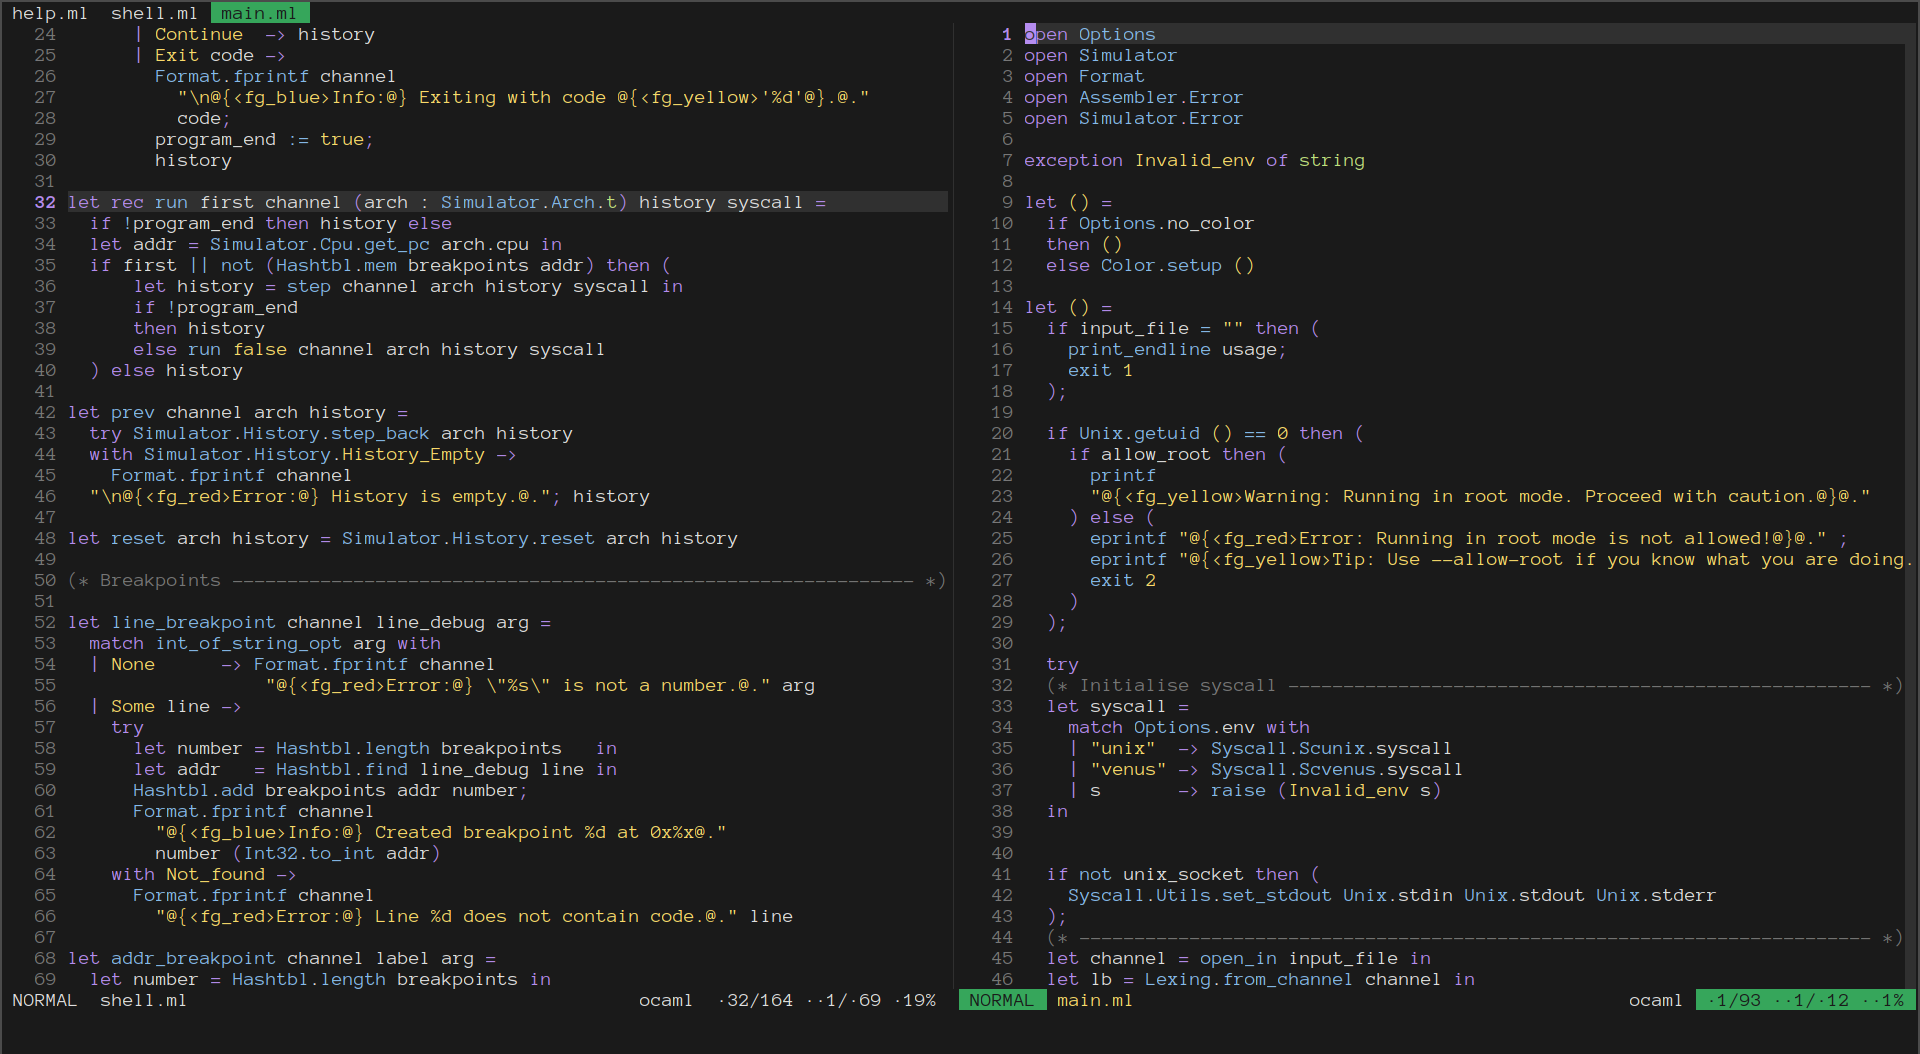 help.ml  shell.ml  main.ml
24       | Continue  -> history
25       | Exit code ->
26         Format.fprintf channel
27           "\n@{<fg_blue>Info:@} Exiting with code @{<fg_yellow>'%d'@}.@."
28           code;
29         program_end := true;
30         history
31
32 let rec run first channel (arch : Simulator.Arch.t) history syscall =
33   if !program_end then history else
34   let addr = Simulator.Cpu.get_pc arch.cpu in
35   if first || not (Hashtbl.mem breakpoints addr) then (
36       let history = step channel arch history syscall in
37       if !program_end
38       then history
39       else run false channel arch history syscall
40   ) else history
41
42 let prev channel arch history =
43   try Simulator.History.step_back arch history
44   with Simulator.History.History_Empty ->
45     Format.fprintf channel
46   "\n@{<fg_red>Error:@} History is empty.@."; history
47
48 let reset arch history = Simulator.History.reset arch history
49
50 (* Breakpoints -------------------------------------------------------------- *)
51
52 let line_breakpoint channel line_debug arg =
53   match int_of_string_opt arg with
54   | None      -> Format.fprintf channel
55                   "@{<fg_red>Error:@} \"%s\" is not a number.@." arg
56   | Some line ->
57     try
58       let number = Hashtbl.length breakpoints   in
59       let addr   = Hashtbl.find line_debug line in
60       Hashtbl.add breakpoints addr number;
61       Format.fprintf channel
62         "@{<fg_blue>Info:@} Created breakpoint %d at 0x%x@."
63         number (Int32.to_int addr)
64     with Not_found ->
65       Format.fprintf channel
66         "@{<fg_red>Error:@} Line %d does not contain code.@." line
67
68 let addr_breakpoint channel label arg =
69   let number = Hashtbl.length breakpoints in
NORMAL  shell.ml  ocaml  ·32/164 ··1/·69 ·19%
1 open Options
2 open Simulator
3 open Format
4 open Assembler.Error
5 open Simulator.Error
6
7 exception Invalid_env of string
8
9 let () =
10   if Options.no_color
11   then ()
12   else Color.setup ()
13
14 let () =
15   if input_file = "" then (
16     print_endline usage;
17     exit 1
18   );
19
20   if Unix.getuid () == 0 then (
21     if allow_root then (
22       printf
23       "@{<fg_yellow>Warning: Running in root mode. Proceed with caution.@}@."
24     ) else (
25       eprintf "@{<fg_red>Error: Running in root mode is not allowed!@}@." ;
26       eprintf "@{<fg_yellow>Tip: Use --allow-root if you know what you are doing.
27       exit 2
28     )
29   );
30
31   try
32   (* Initialise syscall ----------------------------------------------------- *)
33   let syscall =
34     match Options.env with
35     | "unix"  -> Syscall.Scunix.syscall
36     | "venus" -> Syscall.Scvenus.syscall
37     | s       -> raise (Invalid_env s)
38   in
39
40
41   if not unix_socket then (
42     Syscall.Utils.set_stdout Unix.stdin Unix.stdout Unix.stderr
43   );
44   (* ------------------------------------------------------------------------ *)
45   let channel = open_in input_file in
46   let lb = Lexing.from_channel channel in
NORMAL  main.ml  ocaml  ·1/93 ··1/·12 ··1%